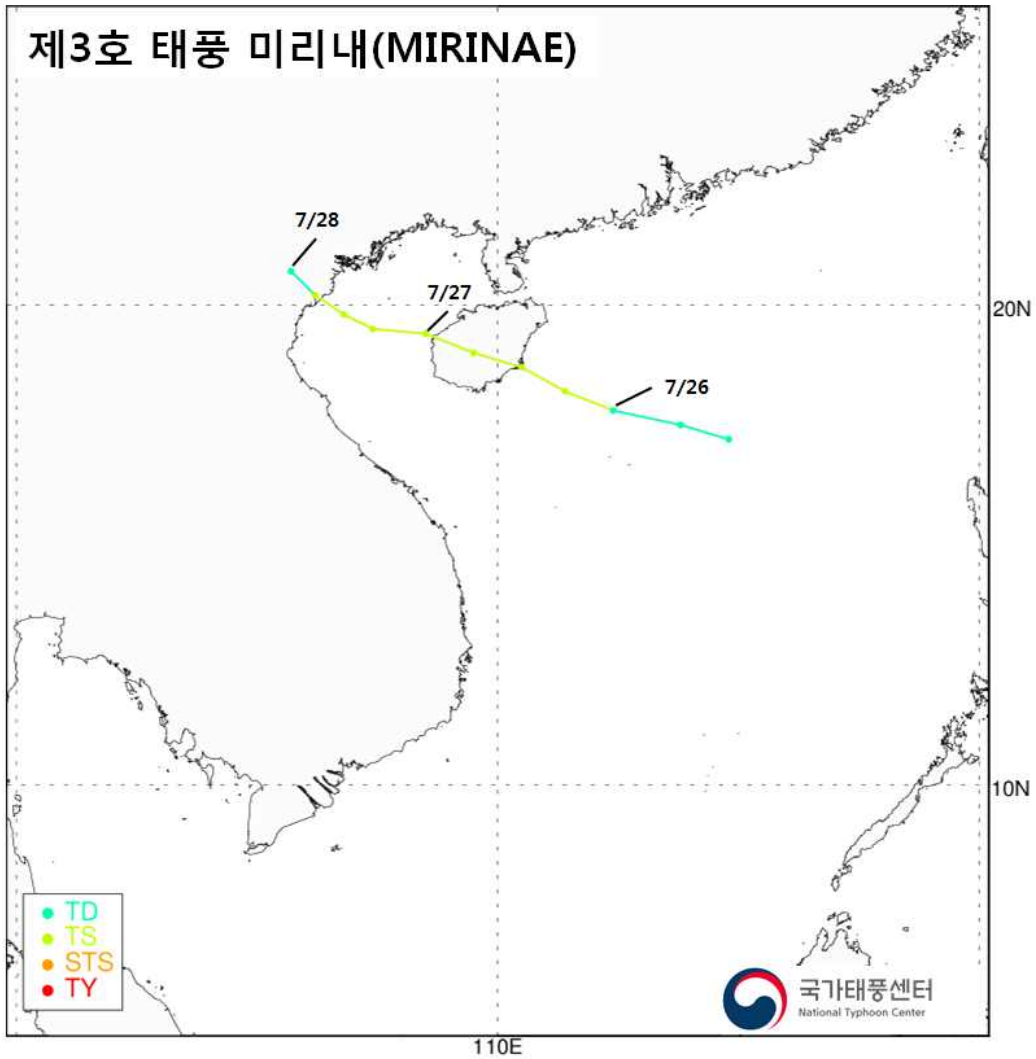 제3호 태풍 미리내(MIRINAE)
7/28
7/27
20N
7/26
10N
TD
TS
STS
TY
국가태풍센터
National Typhoon Center
110E